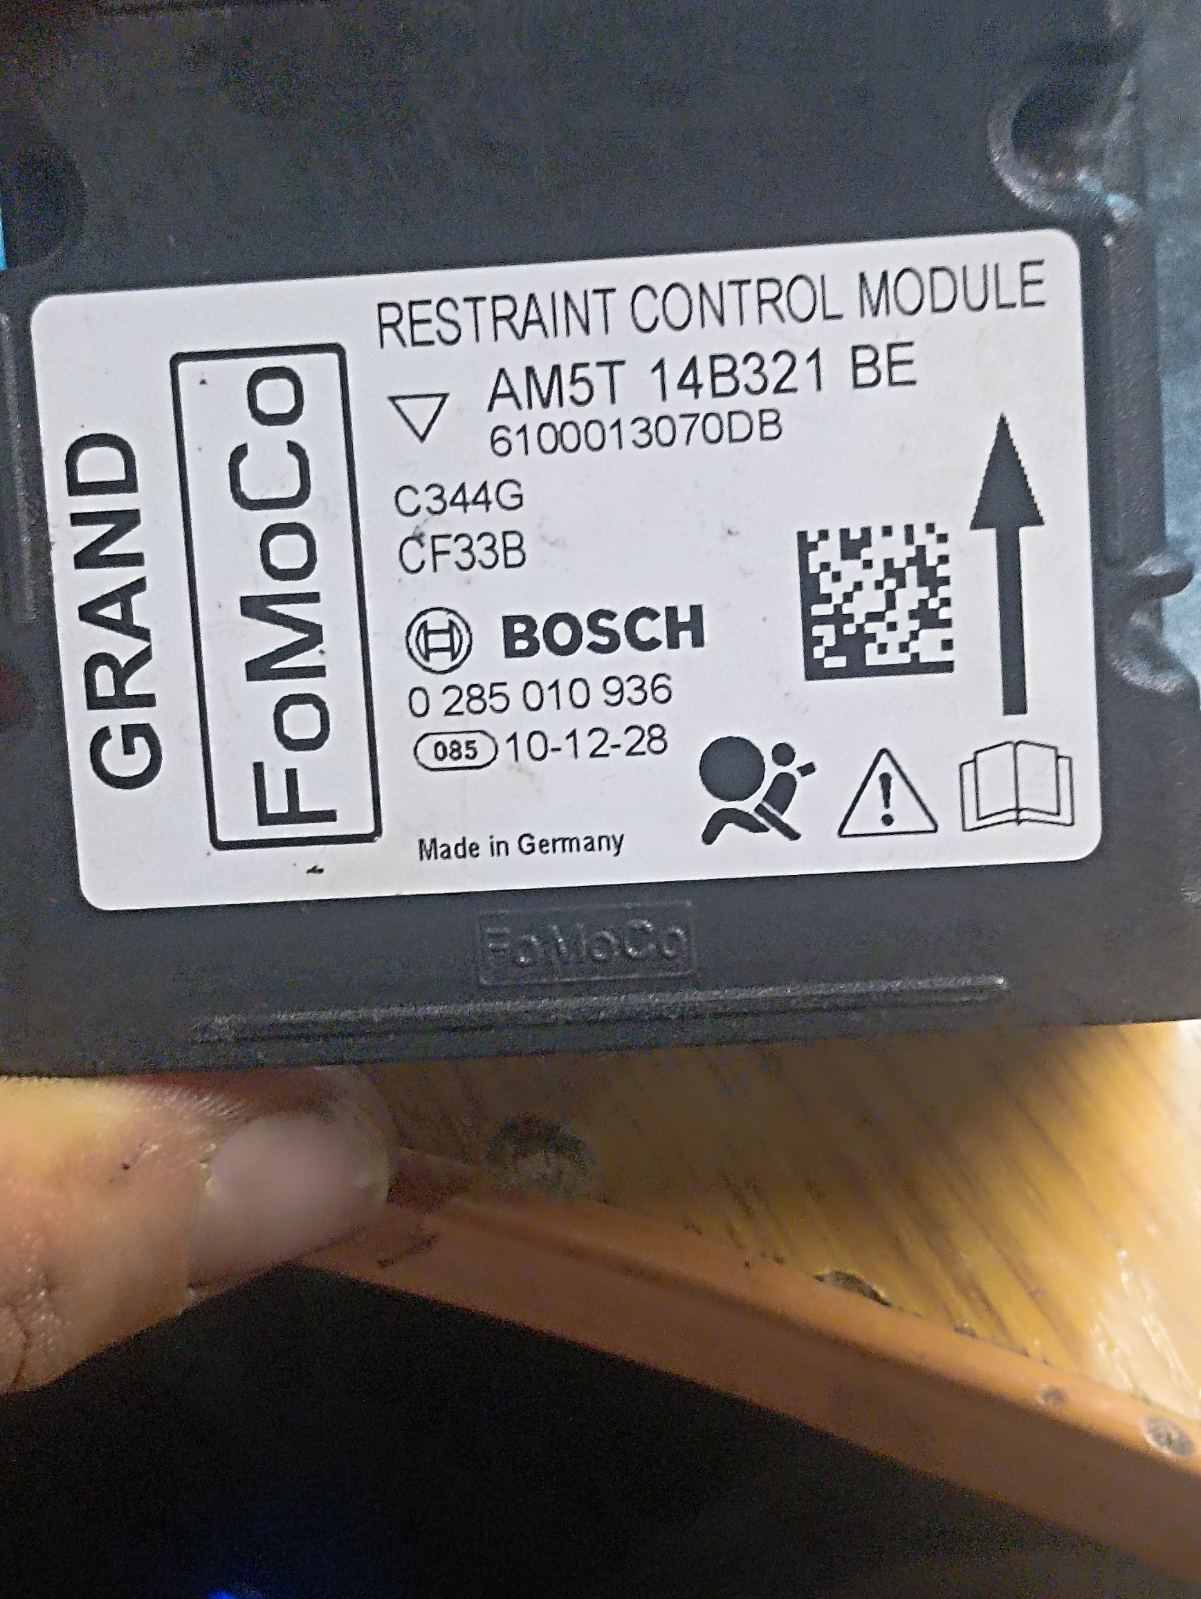 RESTRAINT CONTROL MODULE
AM5T 14B321 BE
6100013070DB
C344G
CF33B
BOSCH
0 285 010 936
085 10-12-28
Made in Germany
GRAND
FoMoCo
FoMoCo